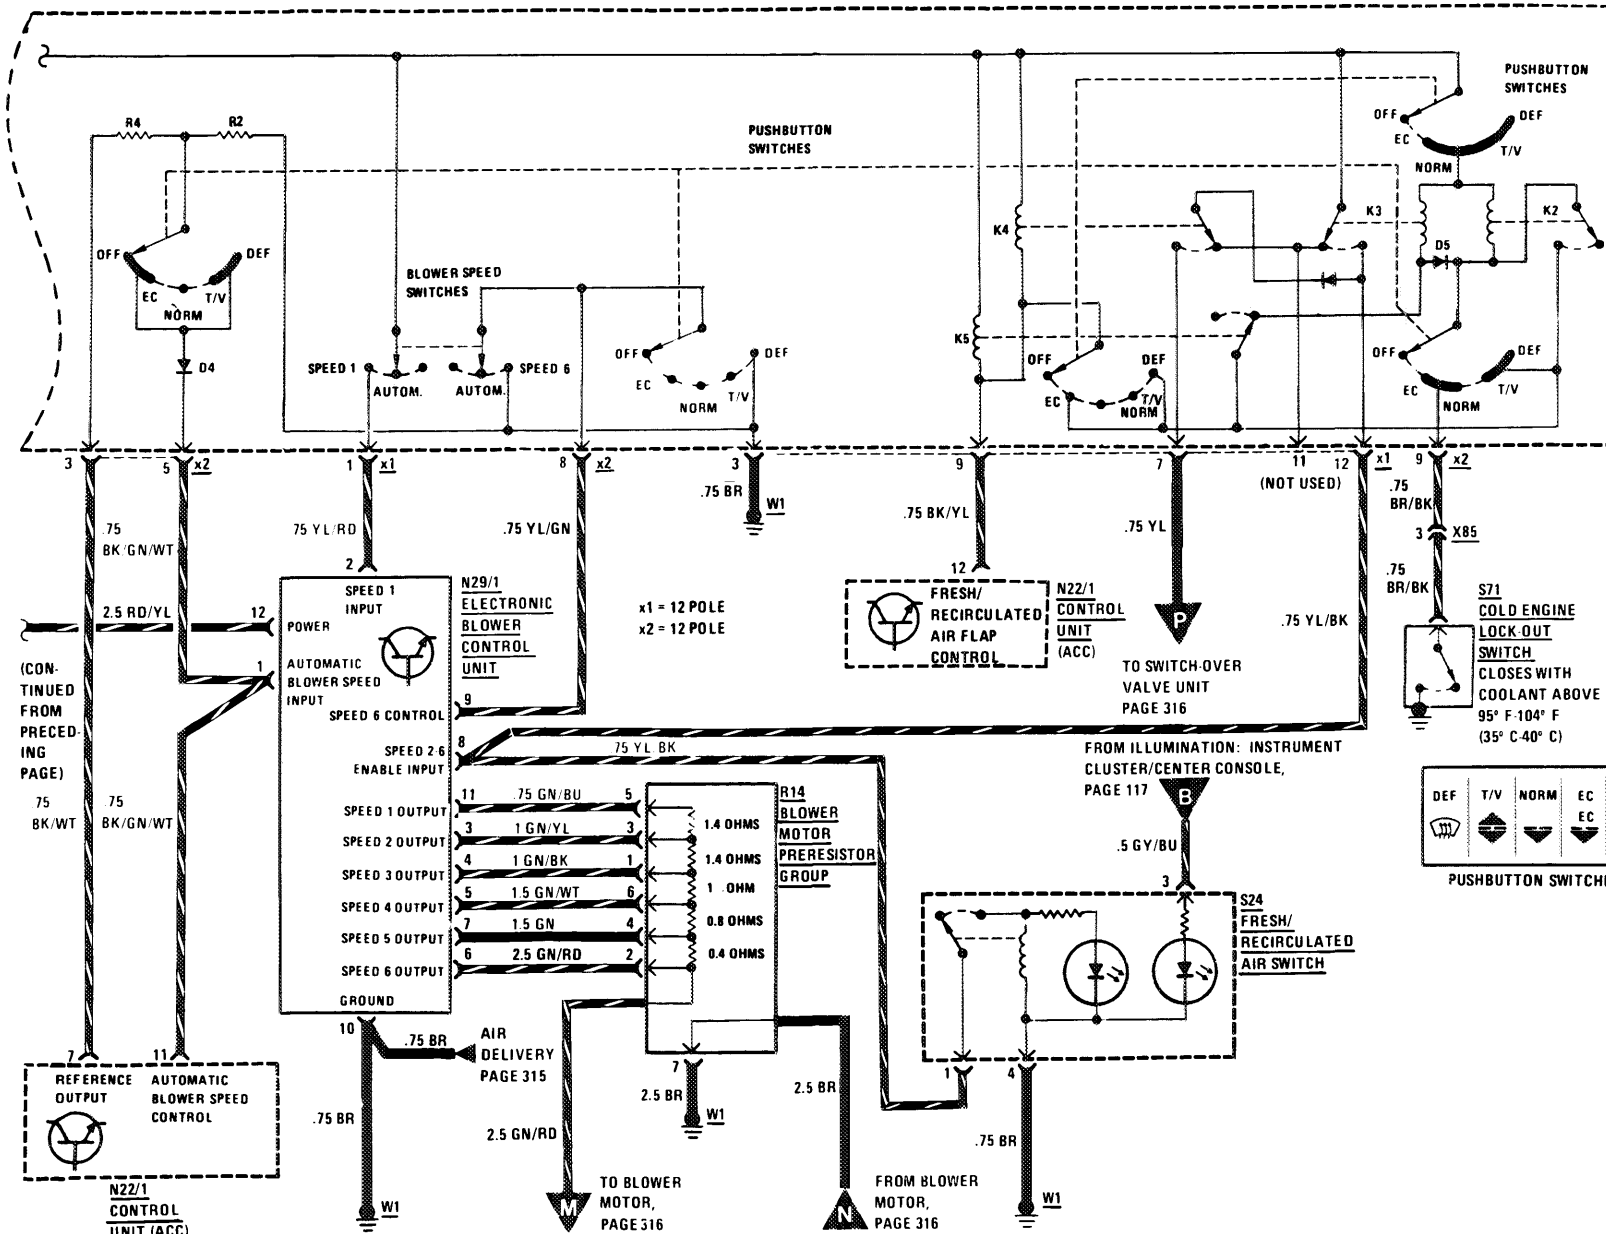 PUSHBUTTON
SWITCHES
OFF
DEF
EC
T/V
NORM
R4
R2
PUSHBUTTON
SWITCHES
K4
K3
K2
D5
OFF
DEF
EC
T/V
NORM
D4
BLOWER SPEED
SWITCHES
SPEED 1
AUTOM.
AUTOM.
SPEED 6
OFF
DEF
EC
T/V
NORM
K5
OFF
DEF
EC
T/V
NORM
OFF
DEF
EC
T/V
NORM
3
5
x2
1
x1
8
x2
3
9
7
11
12
x1
9
x2
(NOT USED)
.75 BR
W1
.75
BK/GN/WT
75 YL/RD
.75 YL/GN
.75 BK/YL
.75 YL
.75
BR/BK
3
X85
.75
BR/BK
2
12
2.5 RD/YL
12
SPEED 1
INPUT
POWER
N29/1
ELECTRONIC
BLOWER
CONTROL
UNIT
x1 = 12 POLE
x2 = 12 POLE
FRESH/
RECIRCULATED
AIR FLAP
CONTROL
N22/1
CONTROL
UNIT
(ACC)
P
.75 YL/BK
S71
COLD ENGINE
LOCK-OUT
SWITCH
CLOSES WITH
COOLANT ABOVE
95° F-104° F
(35° C-40° C)
(CON-
TINUED
FROM
PRECED-
ING
PAGE)
1
AUTOMATIC
BLOWER SPEED
INPUT
SPEED 6 CONTROL
9
SPEED 2-6
ENABLE INPUT
8
75 YL BK
TO SWITCH-OVER
VALVE UNIT
PAGE 316
FROM ILLUMINATION: INSTRUMENT
CLUSTER/CENTER CONSOLE,
PAGE 117
B
.75
BK/WT
.75
BK/GN/WT
SPEED 1 OUTPUT
11
.75 GN/BU
5
SPEED 2 OUTPUT
3
1 GN/YL
3
SPEED 3 OUTPUT
4
1 GN/BK
1
SPEED 4 OUTPUT
5
1.5 GN/WT
6
SPEED 5 OUTPUT
7
1.5 GN
4
SPEED 6 OUTPUT
6
2.5 GN/RD
2
GROUND
10
1.4 OHMS
1.4 OHMS
1 OHM
0.8 OHMS
0.4 OHMS
R14
BLOWER
MOTOR
PRERESISTOR
GROUP
.5 GY/BU
3
DEF
T/V
NORM
EC
EC
PUSHBUTTON SWITCHE
S24
FRESH/
RECIRCULATED
AIR SWITCH
.75 BR
AIR
DELIVERY
PAGE 315
7
11
REFERENCE
OUTPUT
AUTOMATIC
BLOWER SPEED
CONTROL
N22/1
CONTROL
UNIT (ACC)
.75 BR
W1
7
2.5 BR
W1
2.5 BR
2.5 GN/RD
M
TO BLOWER
MOTOR,
PAGE 316
N
FROM BLOWER
MOTOR,
PAGE 316
1
4
.75 BR
W1